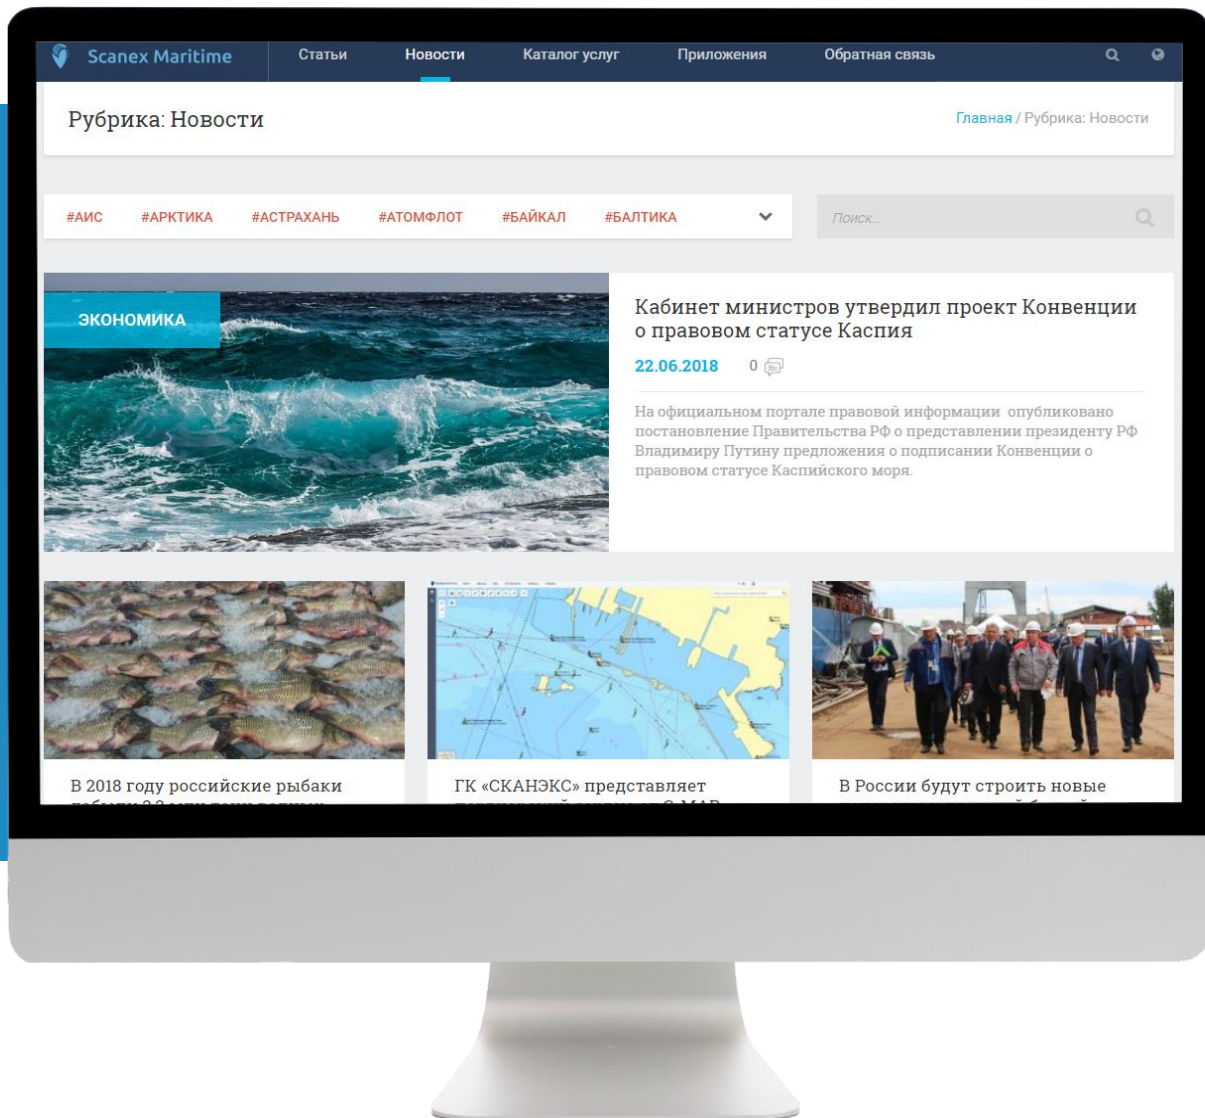 Scanex Maritime
Статьи
Новости
Каталог услуг
Приложения
Обратная связь
Рубрика: Новости
Главная / Рубрика: Новости
#АИС
#АРКТИКА
#АСТРАХАНЬ
#АТОМФЛОТ
#БАЙКАЛ
#БАЛТИКА
Поиск...
ЭКОНОМИКА
Кабинет министров утвердил проект Конвенции
о правовом статусе Каспия
22.06.2018
0
На официальном портале правовой информации опубликовано
постановление Правительства РФ о представлении президенту РФ
Владимиру Путину предложения о подписании Конвенции о
правовом статусе Каспийского моря.
В 2018 году российские рыбаки
ГК «СКАНЭКС» представляет
В России будут строить новые